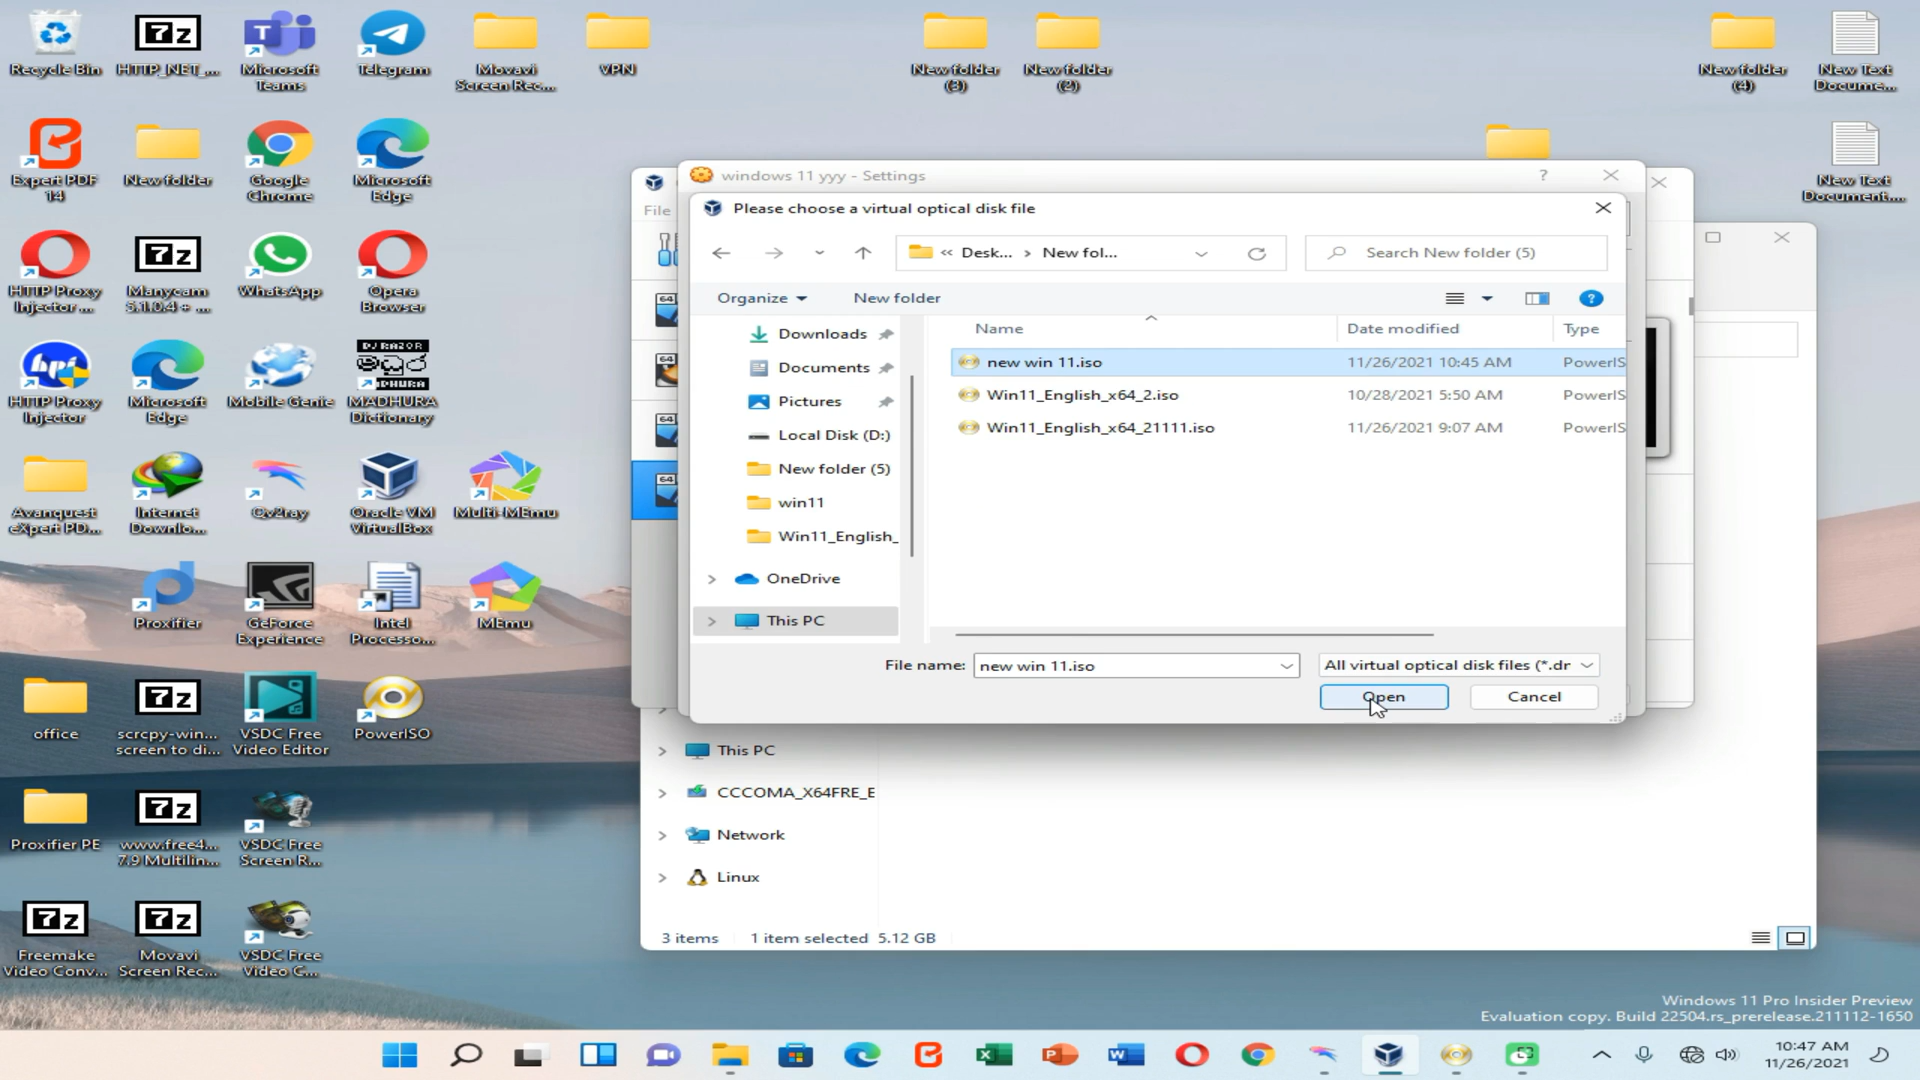 Recycle Bin
HTTP_NET_...
Microsoft
Teams
Telegram
Movavi
Screen Rec...
VPN
New folder
(3)
New folder
(2)
New folder
(4)
New Text
Docume...
Expert PDF
14
New folder
Google
Chrome
Microsoft
Edge
New Text
Document....
HTTP Proxy
Injector ...
Manycam
5.1.0.4 + ...
WhatsApp
Opera
Browser
HTTP Proxy
Injector
Microsoft
Edge
Mobile Genie
DJ RAZOR
MADHURA
Dictionary
Avanquest
eXpert PD...
Internet
Downlo...
Qv2ray
Oracle VM
VirtualBox
Multi-MEmu
Proxifier
GeForce
Experience
Intel
Processo...
MEmu
office
scrcpy-win...
screen to di...
VSDC Free
Video Editor
PowerISO
Proxifier PE
www.free4...
7.9 Multilin...
VSDC Free
Screen R...
Freemake
Video Conv...
Movavi
Screen Rec...
VSDC Free
Video C...
File
windows 11 yyy - Settings
?
Please choose a virtual optical disk file
« Desk... › New fol...
Search New folder (5)
Organize
New folder
?
Name
Date modified
Type
Downloads
Documents
Pictures
Local Disk (D:)
New folder (5)
win11
Win11_English_
OneDrive
This PC
new win 11.iso 11/26/2021 10:45 AM PowerIS
Win11_English_x64_2.iso 10/28/2021 5:50 AM PowerIS
Win11_English_x64_21111.iso 11/26/2021 9:07 AM PowerIS
File name:
new win 11.iso
All virtual optical disk files (*.dr
Open
Cancel
This PC
CCCOMA_X64FRE_E
Network
Linux
3 items 1 item selected 5.12 GB
Windows 11 Pro Insider Preview
Evaluation copy. Build 22504.rs_prerelease.211112-1650
10:47 AM
11/26/2021